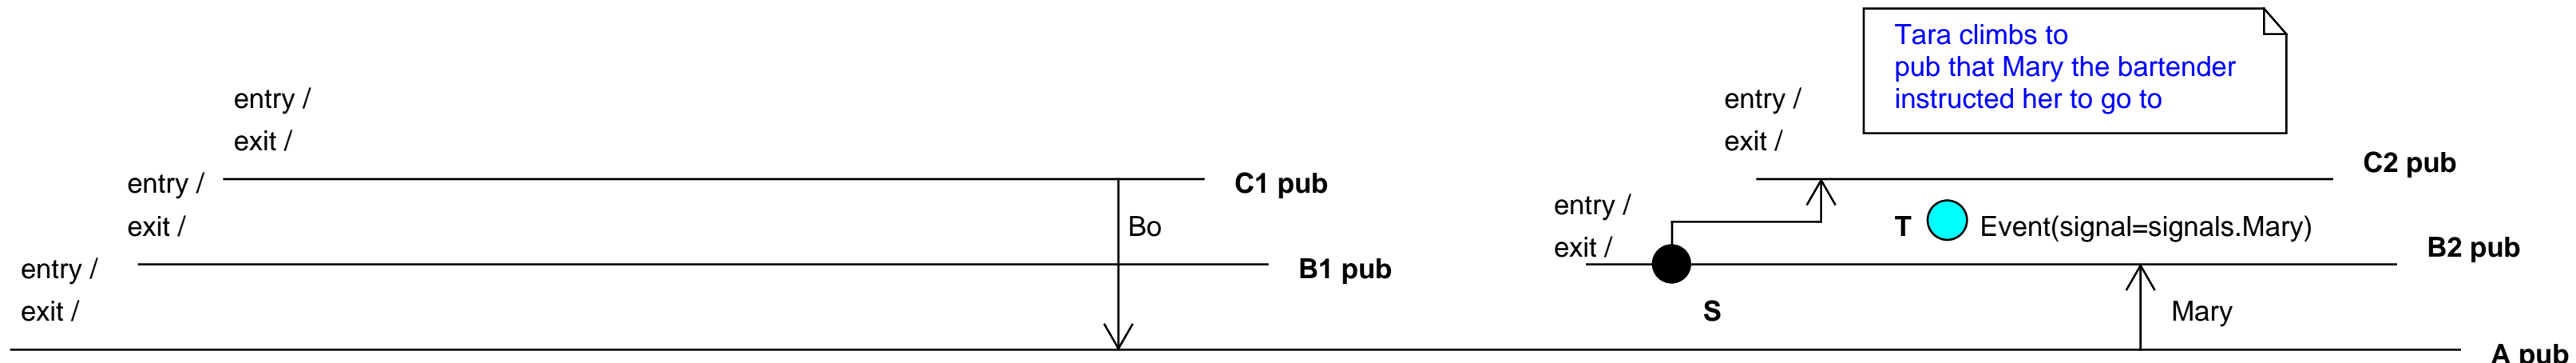 Tara climbs to
pub that Mary the bartender
instructed her to go to
entry /
exit /
entry /
exit /
C2 pub
entry /
exit /
C1 pub
entry /
exit /
Bo
T
Event(signal=signals.Mary)
B2 pub
entry /
exit /
B1 pub
S
Mary
A pub